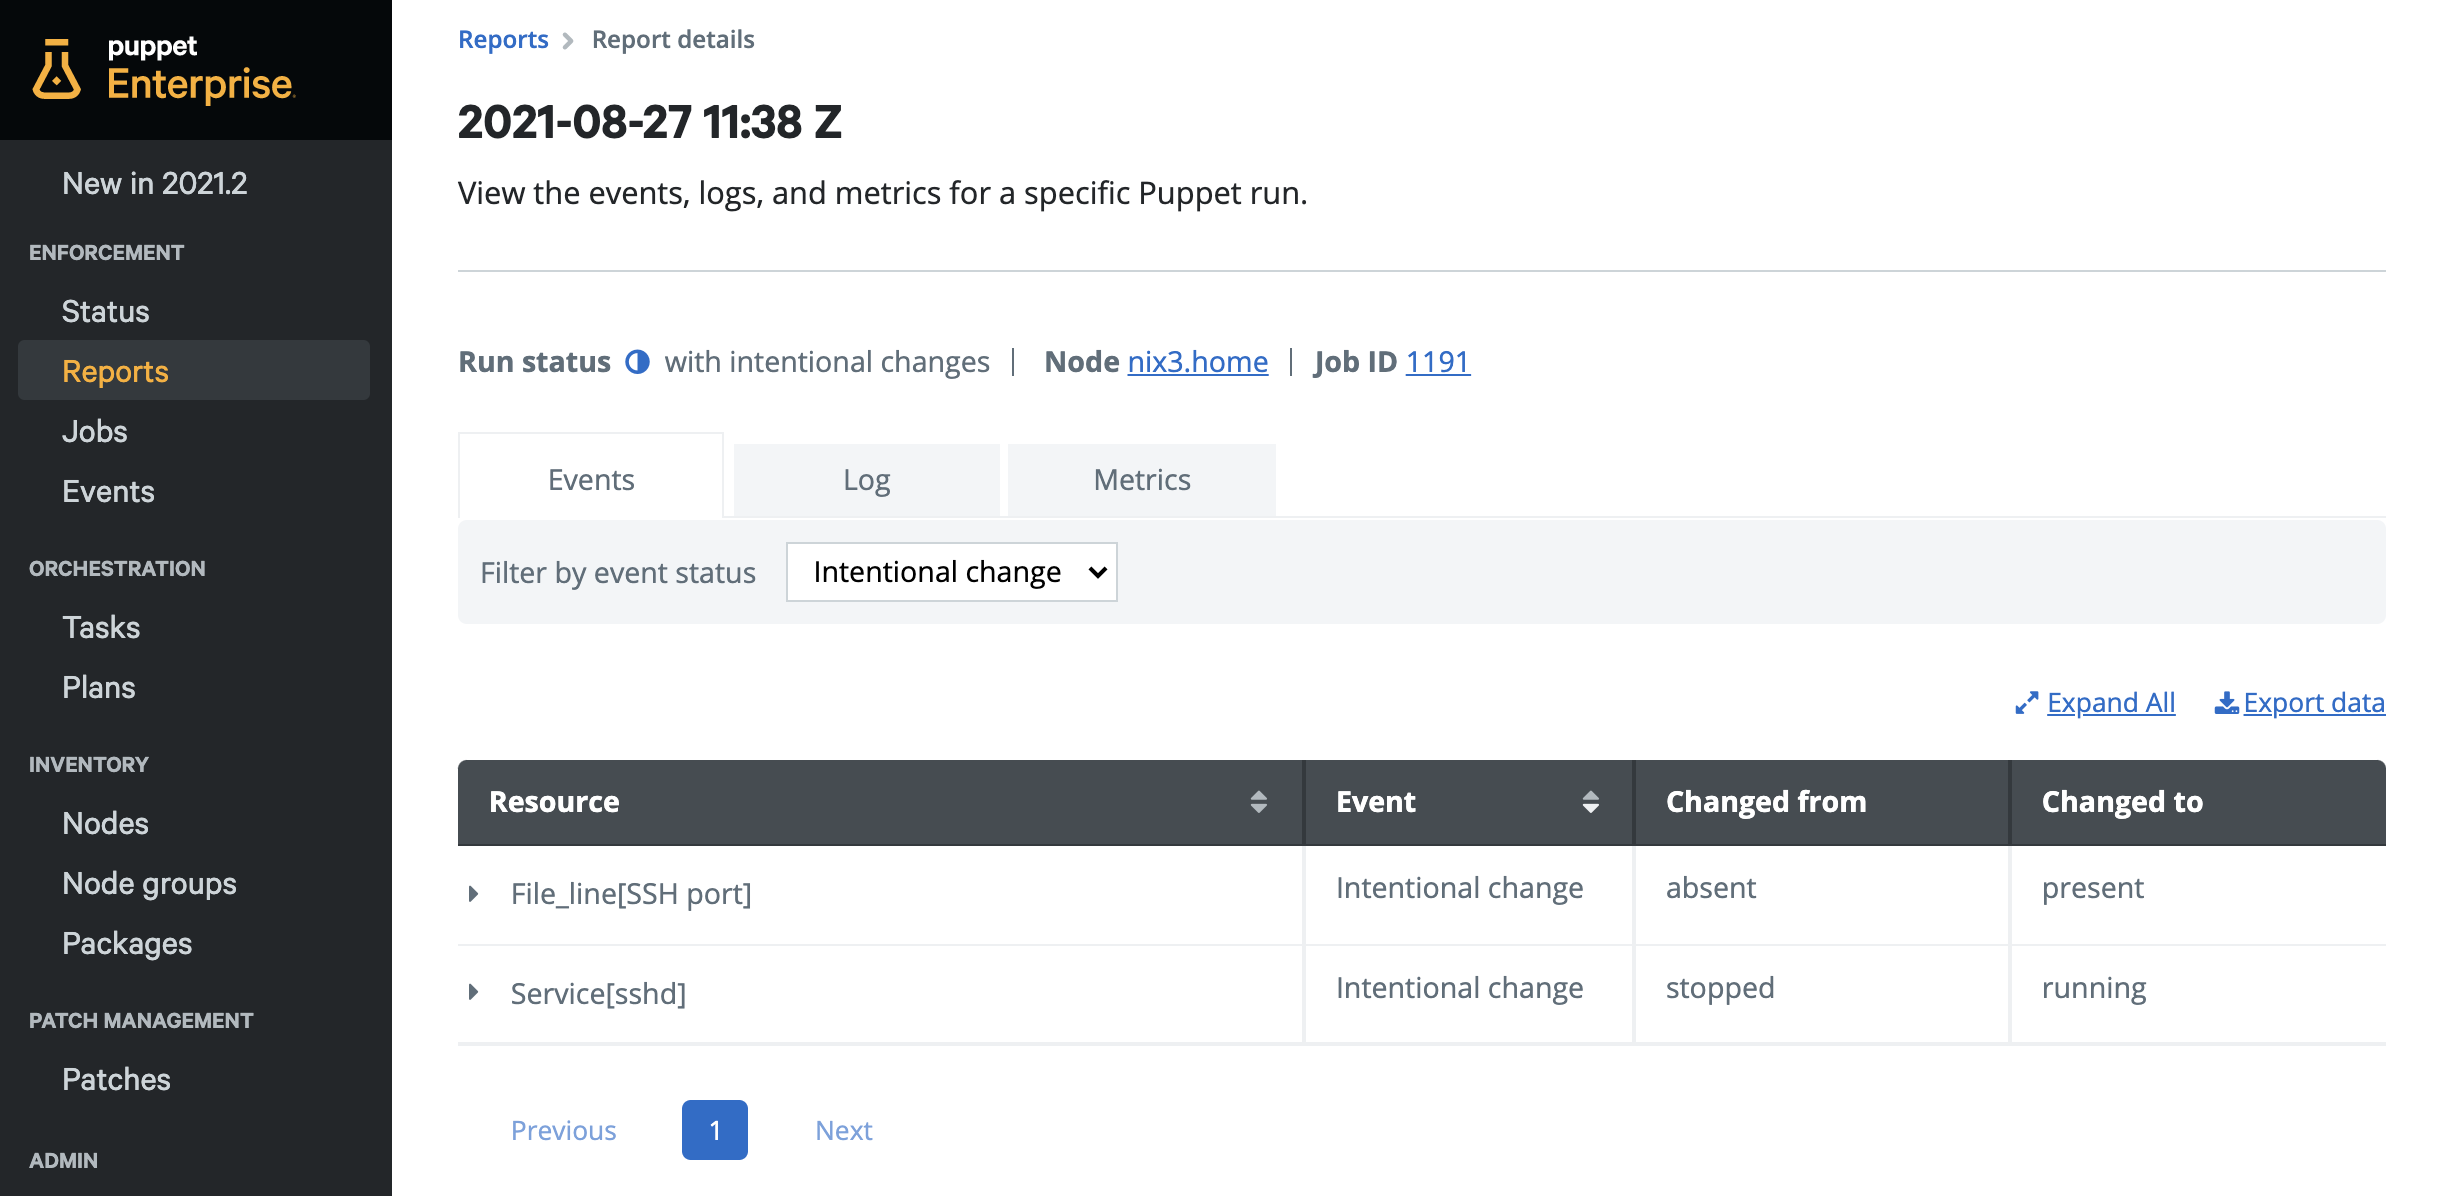 puppet
Enterprise
New in 2021.2
ENFORCEMENT
Status
Reports
Jobs
Events
ORCHESTRATION
Tasks
Plans
INVENTORY
Nodes
Node groups
Packages
PATCH MANAGEMENT
Patches
ADMIN
Reports Report details
2021-08-27 11:38 Z
View the events, logs, and metrics for a specific Puppet run.
Run status with intentional changes | Node nix3.home | Job ID 1191
Events Log Metrics
Filter by event status Intentional change
Expand All Export data
Resource Event Changed from Changed to
File_line[SSH port] Intentional change absent present
Service[sshd] Intentional change stopped running
Previous 1 Next